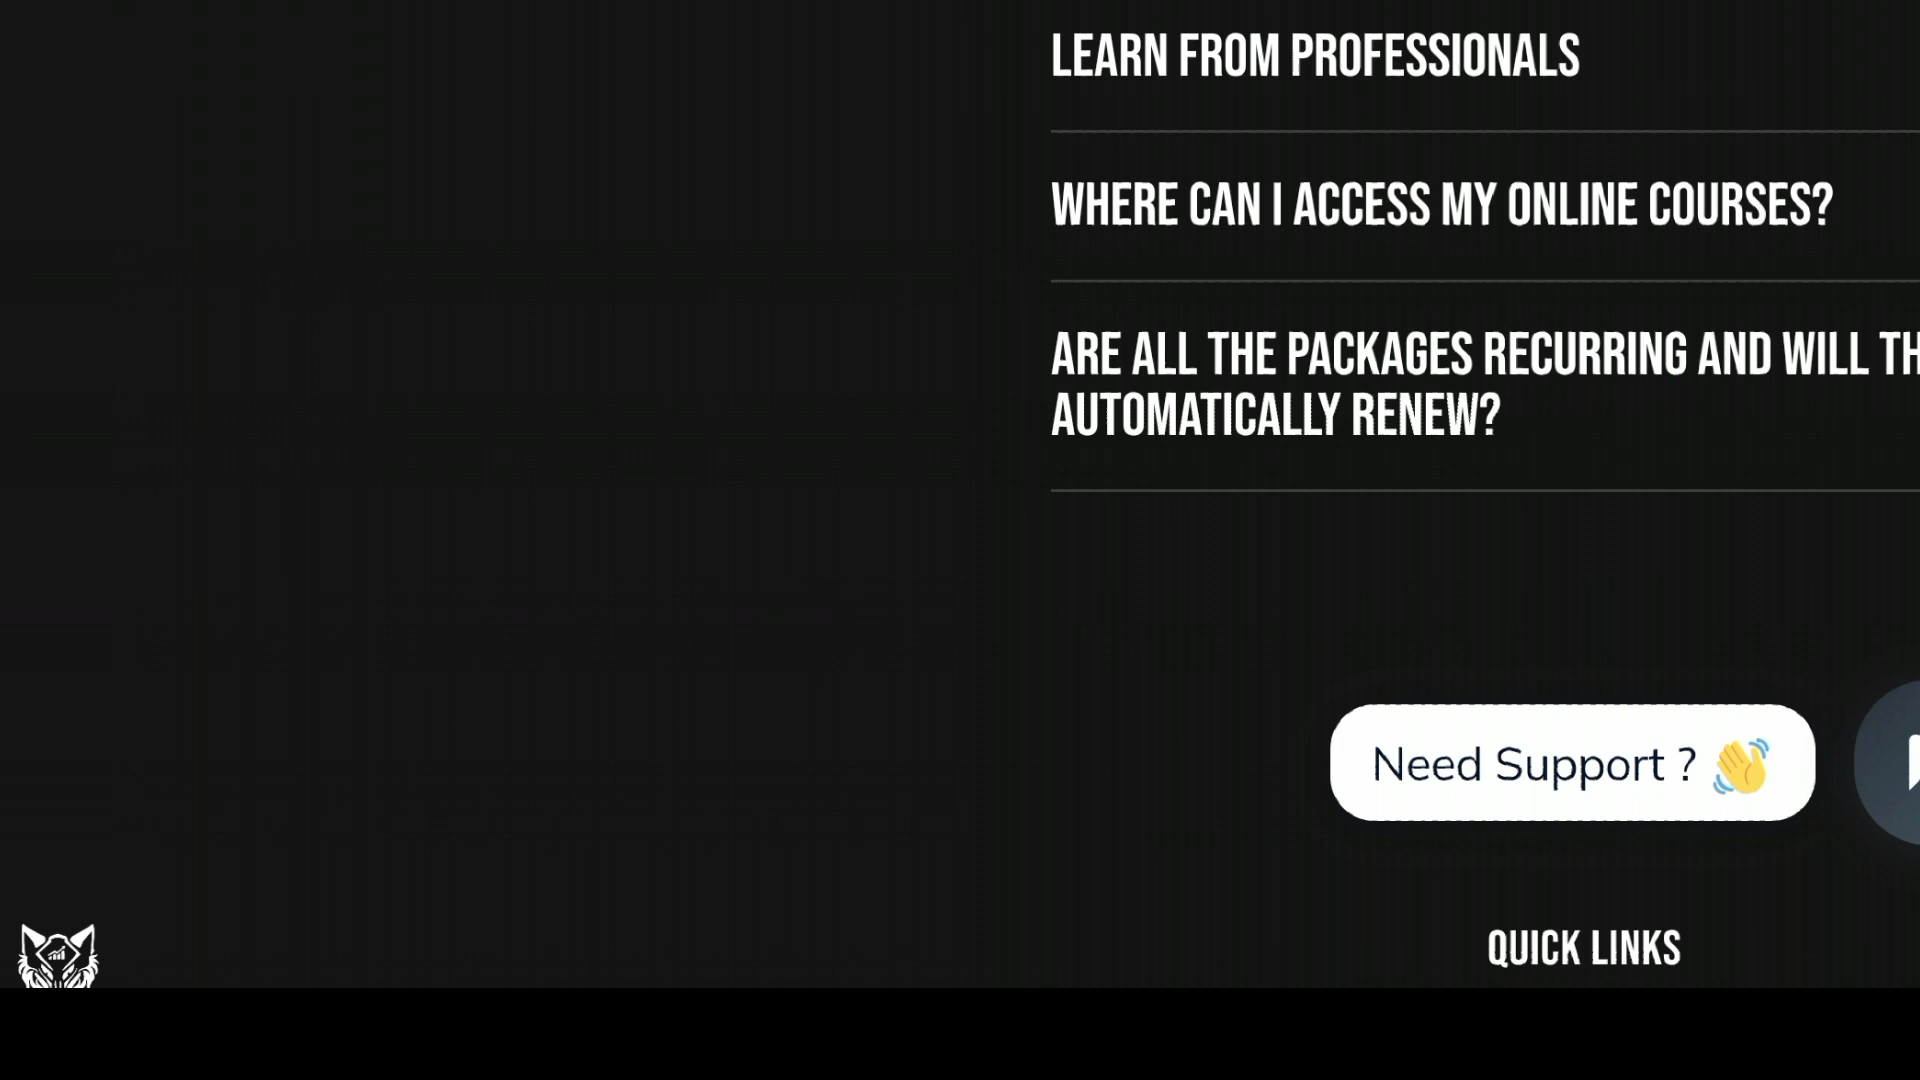 LEARN FROM PROFESSIONALS
WHERE CAN I ACCESS MY ONLINE COURSES?
ARE ALL THE PACKAGES RECURRING AND WILL
AUTOMATICALLY RENEW?
Need Support ? 👋
QUICK LINKS